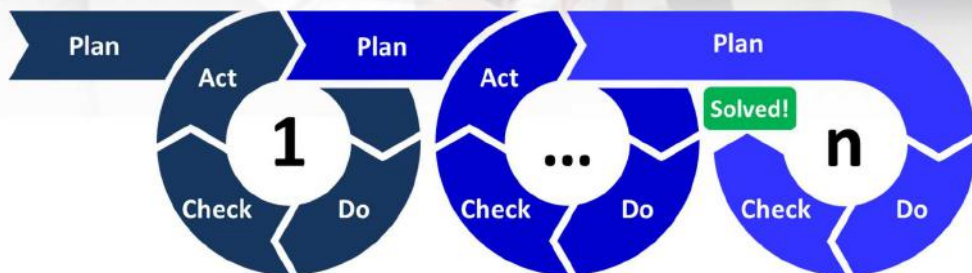 Plan
Act
1
Check
Do
Plan
Act
...
Check
Do
Plan
Solved!
n
Check
Do